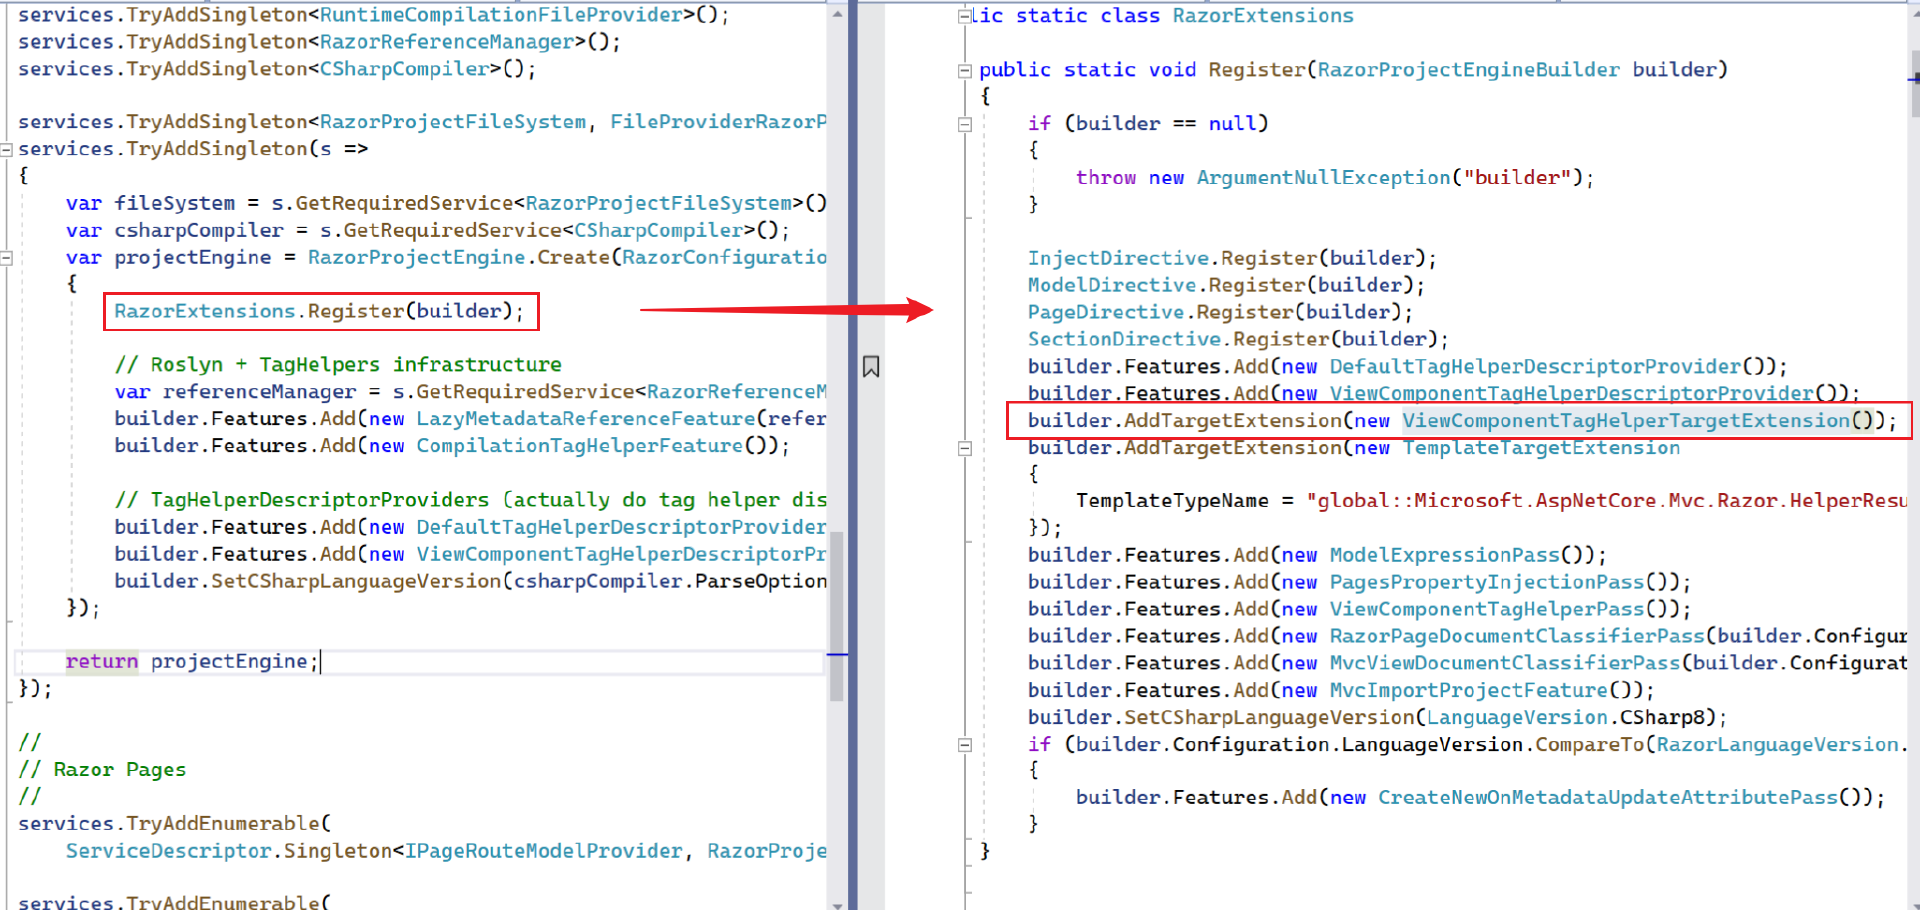 services.TryAddSingleton<RuntimeCompilationFileProvider>();
services.TryAddSingleton<RazorReferenceManager>();
services.TryAddSingleton<CSharpCompiler>();
services.TryAddSingleton<RazorProjectFileSystem, FileProviderRazorP
services.TryAddSingleton(s =>
{
var fileSystem = s.GetRequiredService<RazorProjectFileSystem>()
var csharpCompiler = s.GetRequiredService<CSharpCompiler>();
var projectEngine = RazorProjectEngine.Create(RazorConfiguratio
{
RazorExtensions.Register(builder);
// Roslyn + TagHelpers infrastructure
var referenceManager = s.GetRequiredService<RazorReferenceM
builder.Features.Add(new LazyMetadataReferenceFeature(refer
builder.Features.Add(new CompilationTagHelperFeature());
// TagHelperDescriptorProviders (actually do tag helper dis
builder.Features.Add(new DefaultTagHelperDescriptorProvider
builder.Features.Add(new ViewComponentTagHelperDescriptorPr
builder.SetCSharpLanguageVersion(csharpCompiler.ParseOption
});
return projectEngine;
});
//
// Razor Pages
//
services.TryAddEnumerable(
ServiceDescriptor.Singleton<IPageRouteModelProvider, RazorProje
services.TryAddEnumerable(
lic static class RazorExtensions
public static void Register(RazorProjectEngineBuilder builder)
{
if (builder == null)
{
throw new ArgumentNullException("builder");
}
InjectDirective.Register(builder);
ModelDirective.Register(builder);
PageDirective.Register(builder);
SectionDirective.Register(builder);
builder.Features.Add(new DefaultTagHelperDescriptorProvider());
builder.Features.Add(new ViewComponentTagHelperDescriptorProvider());
builder.AddTargetExtension(new ViewComponentTagHelperTargetExtension());
builder.AddTargetExtension(new TemplateTargetExtension
{
TemplateTypeName = "global::Microsoft.AspNetCore.Mvc.Razor.HelperResu
});
builder.Features.Add(new ModelExpressionPass());
builder.Features.Add(new PagesPropertyInjectionPass());
builder.Features.Add(new ViewComponentTagHelperPass());
builder.Features.Add(new RazorPageDocumentClassifierPass(builder.Configur
builder.Features.Add(new MvcViewDocumentClassifierPass(builder.Configurat
builder.Features.Add(new MvcImportProjectFeature());
builder.SetCSharpLanguageVersion(LanguageVersion.CSharp8);
if (builder.Configuration.LanguageVersion.CompareTo(RazorLanguageVersion.
{
builder.Features.Add(new CreateNewOnMetadataUpdateAttributePass());
}
}